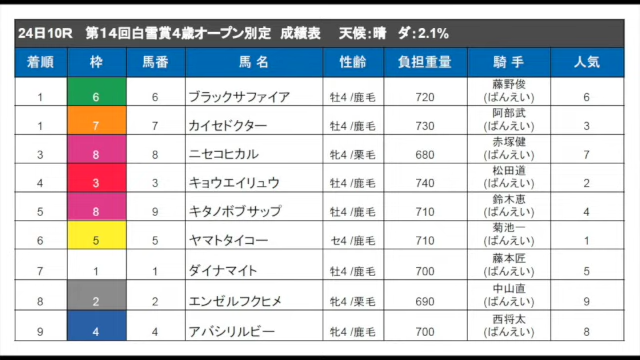 24日10R 第14回白雪賞4歳オープン別定 成績表 天候:晴 ダ:2.1%
着順 枠 馬番 馬名 性齢 負担重量 騎手 人気
1 6 6 ブラックサファイア 牡4/鹿毛 720 藤野俊(ばんえい) 6
1 7 7 カイセドクター 牡4/鹿毛 730 阿部武(ばんえい) 3
3 8 8 ニセコヒカル 牝4/栗毛 680 赤塚健(ばんえい) 7
4 3 3 キョウエイリュウ 牡4/鹿毛 740 松田道(ばんえい) 2
5 8 9 キタノボブサップ 牡4/鹿毛 710 鈴木恵(ばんえい) 4
6 5 5 ヤマトタイコー セ4/鹿毛 710 菊池一(ばんえい) 1
7 1 1 ダイナマイト 牡4/鹿毛 700 藤本匠(ばんえい) 5
8 2 2 エンゼルフクヒメ 牝4/栗毛 690 中山直(ばんえい) 9
9 4 4 アバシリルビー 牝4/鹿毛 700 西将太(ばんえい) 8